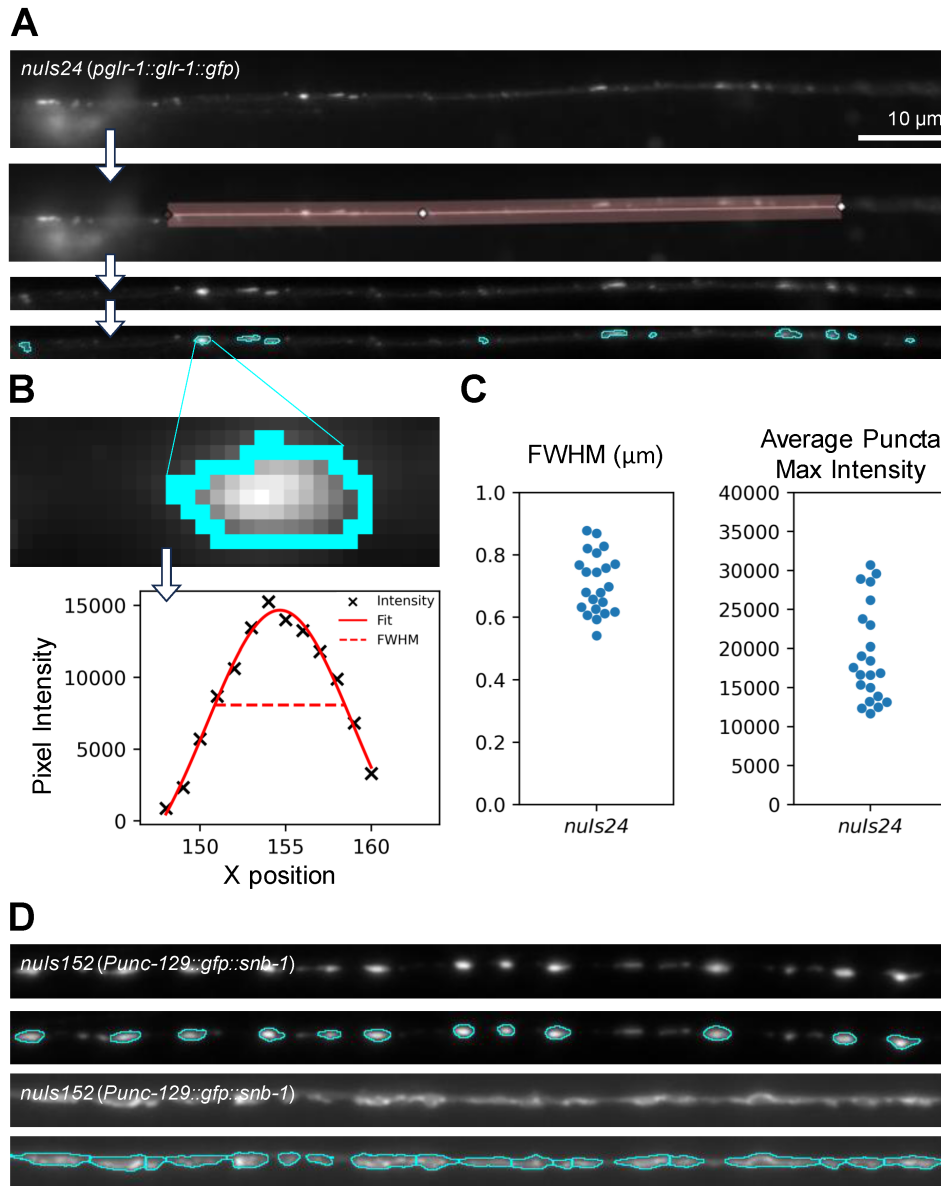 A
nuIs24 (pglr-1::glr-1::gfp)
10 µm
B
C
15000
10000
5000
0
Pixel Intensity
150
155
160
X position
Intensity
Fit
FWHM
FWHM (µm)
1.0
0.8
0.6
0.4
0.2
0.0
nuIs24
Average Puncta
Max Intensity
40000
35000
30000
25000
20000
15000
10000
5000
0
nuIs24
D
nuIs152 (Punc-129::gfp::snb-1)
nuIs152 (Punc-129::gfp::snb-1)